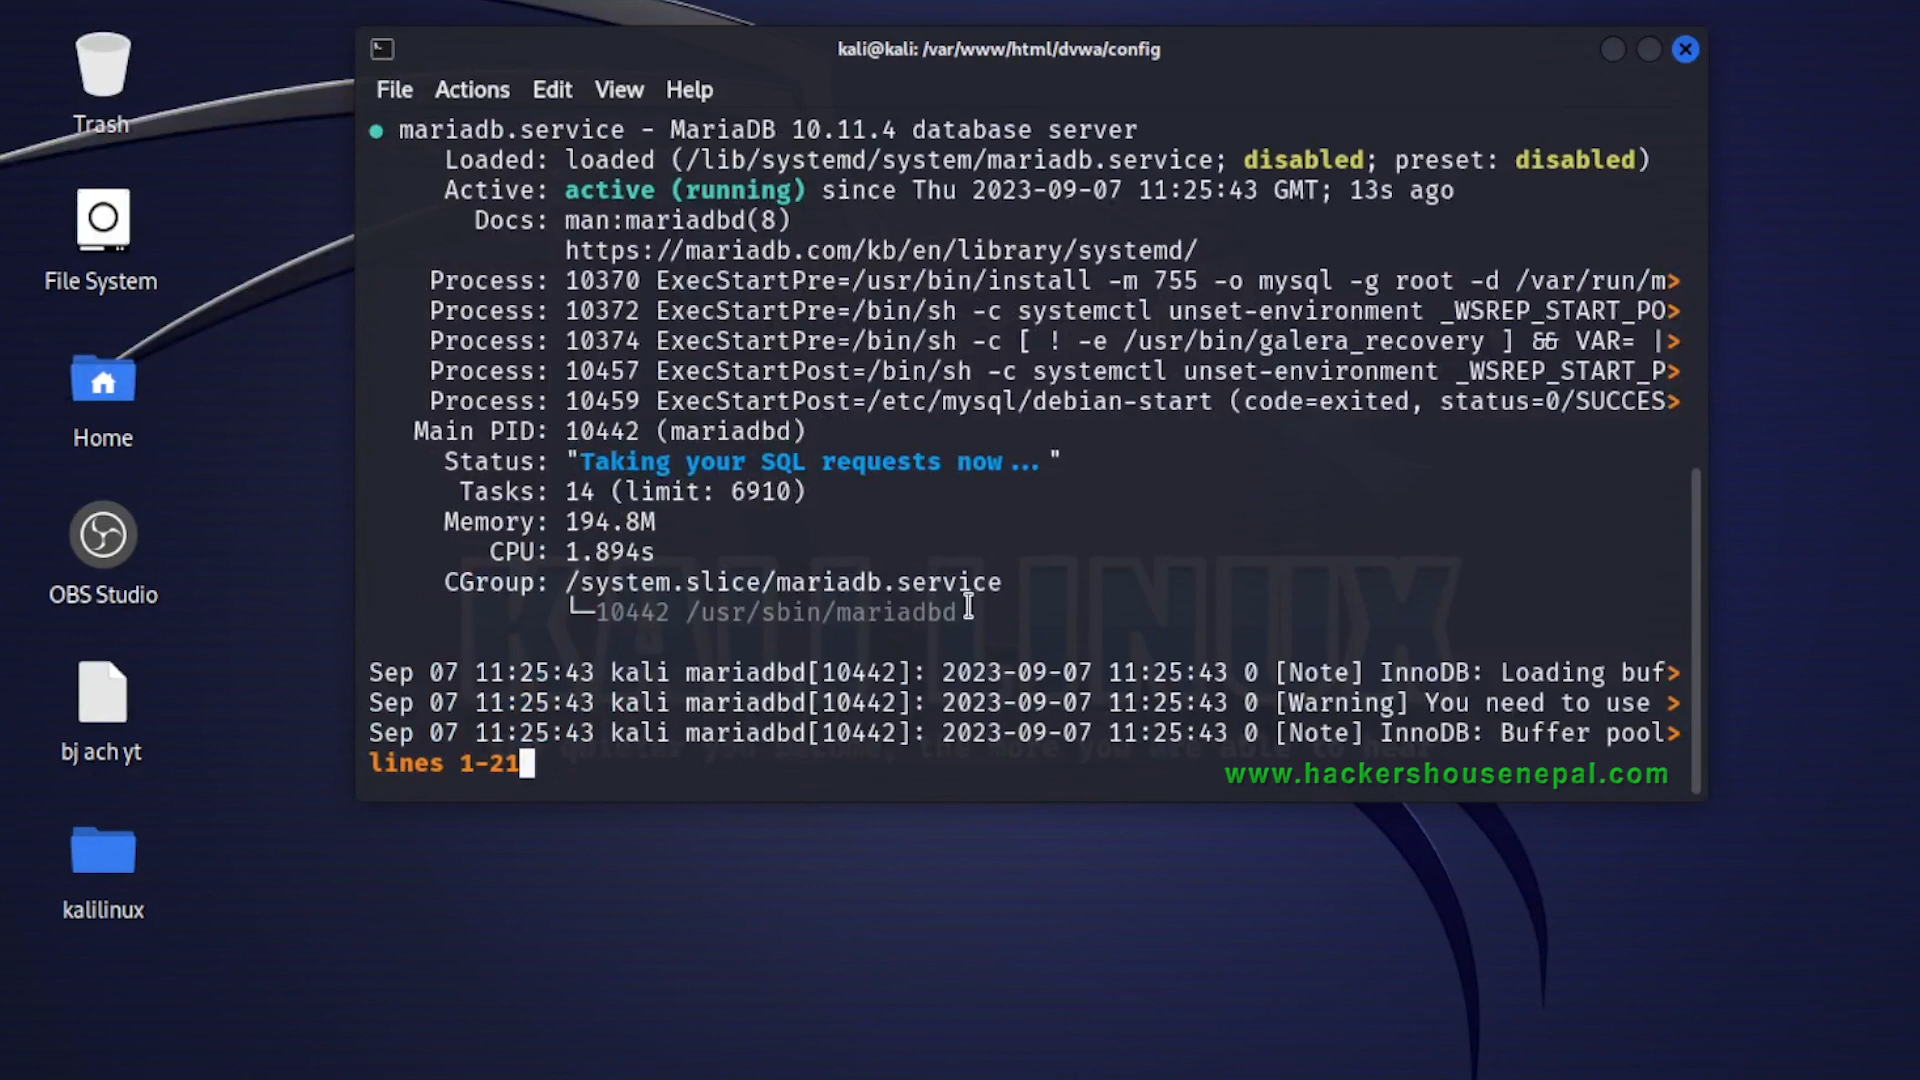 kali@kali: /var/www/html/dvwa/config
File Actions Edit View Help
● mariadb.service - MariaDB 10.11.4 database server
Loaded: loaded (/lib/systemd/system/mariadb.service; disabled; preset: disabled)
Active: active (running) since Thu 2023-09-07 11:25:43 GMT; 13s ago
Docs: man:mariadbd(8)
https://mariadb.com/kb/en/library/systemd/
Process: 10370 ExecStartPre=/usr/bin/install -m 755 -o mysql -g root -d /var/run/m>
Process: 10372 ExecStartPre=/bin/sh -c systemctl unset-environment _WSREP_START_PO>
Process: 10374 ExecStartPre=/bin/sh -c [ ! -e /usr/bin/galera_recovery ] && VAR= |>
Process: 10457 ExecStartPost=/bin/sh -c systemctl unset-environment _WSREP_START_P>
Process: 10459 ExecStartPost=/etc/mysql/debian-start (code=exited, status=0/SUCCES>
Main PID: 10442 (mariadbd)
Status: "Taking your SQL requests now..."
Tasks: 14 (limit: 6910)
Memory: 194.8M
CPU: 1.894s
CGroup: /system.slice/mariadb.service
└─10442 /usr/sbin/mariadbd
Sep 07 11:25:43 kali mariadbd[10442]: 2023-09-07 11:25:43 0 [Note] InnoDB: Loading buf>
Sep 07 11:25:43 kali mariadbd[10442]: 2023-09-07 11:25:43 0 [Warning] You need to use >
Sep 07 11:25:43 kali mariadbd[10442]: 2023-09-07 11:25:43 0 [Note] InnoDB: Buffer pool>
lines 1-21
www.hackershousenepal.com
KALI LINUX
Trash
File System
Home
OBS Studio
bj ach yt
kalilinux